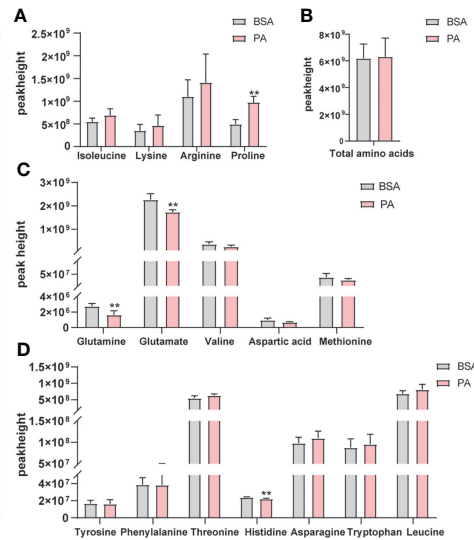 A
BSA
PA
2.5×10⁹
2.0×10⁹
1.5×10⁹
1.0×10⁹
5×10⁸
0
peakheight
**
Isoleucine Lysine Arginine Proline
B
BSA
PA
8×10⁹
6×10⁹
4×10⁹
2×10⁹
0
peakheight
Total amino acids
C
BSA
PA
3×10⁹
2×10⁹
1×10⁹
5×10⁷
4×10⁶
2×10⁶
0
peak height
** **
Glutamine Glutamate Valine Aspartic acid Methionine
D
BSA
PA
1.5×10⁹
1×10⁹
5×10⁸
1.5×10⁸
1×10⁸
5×10⁷
4×10⁷
2×10⁷
0
peakheight
**
Tyrosine Phenylalanine Threonine Histidine Asparagine Tryptophan Leucine